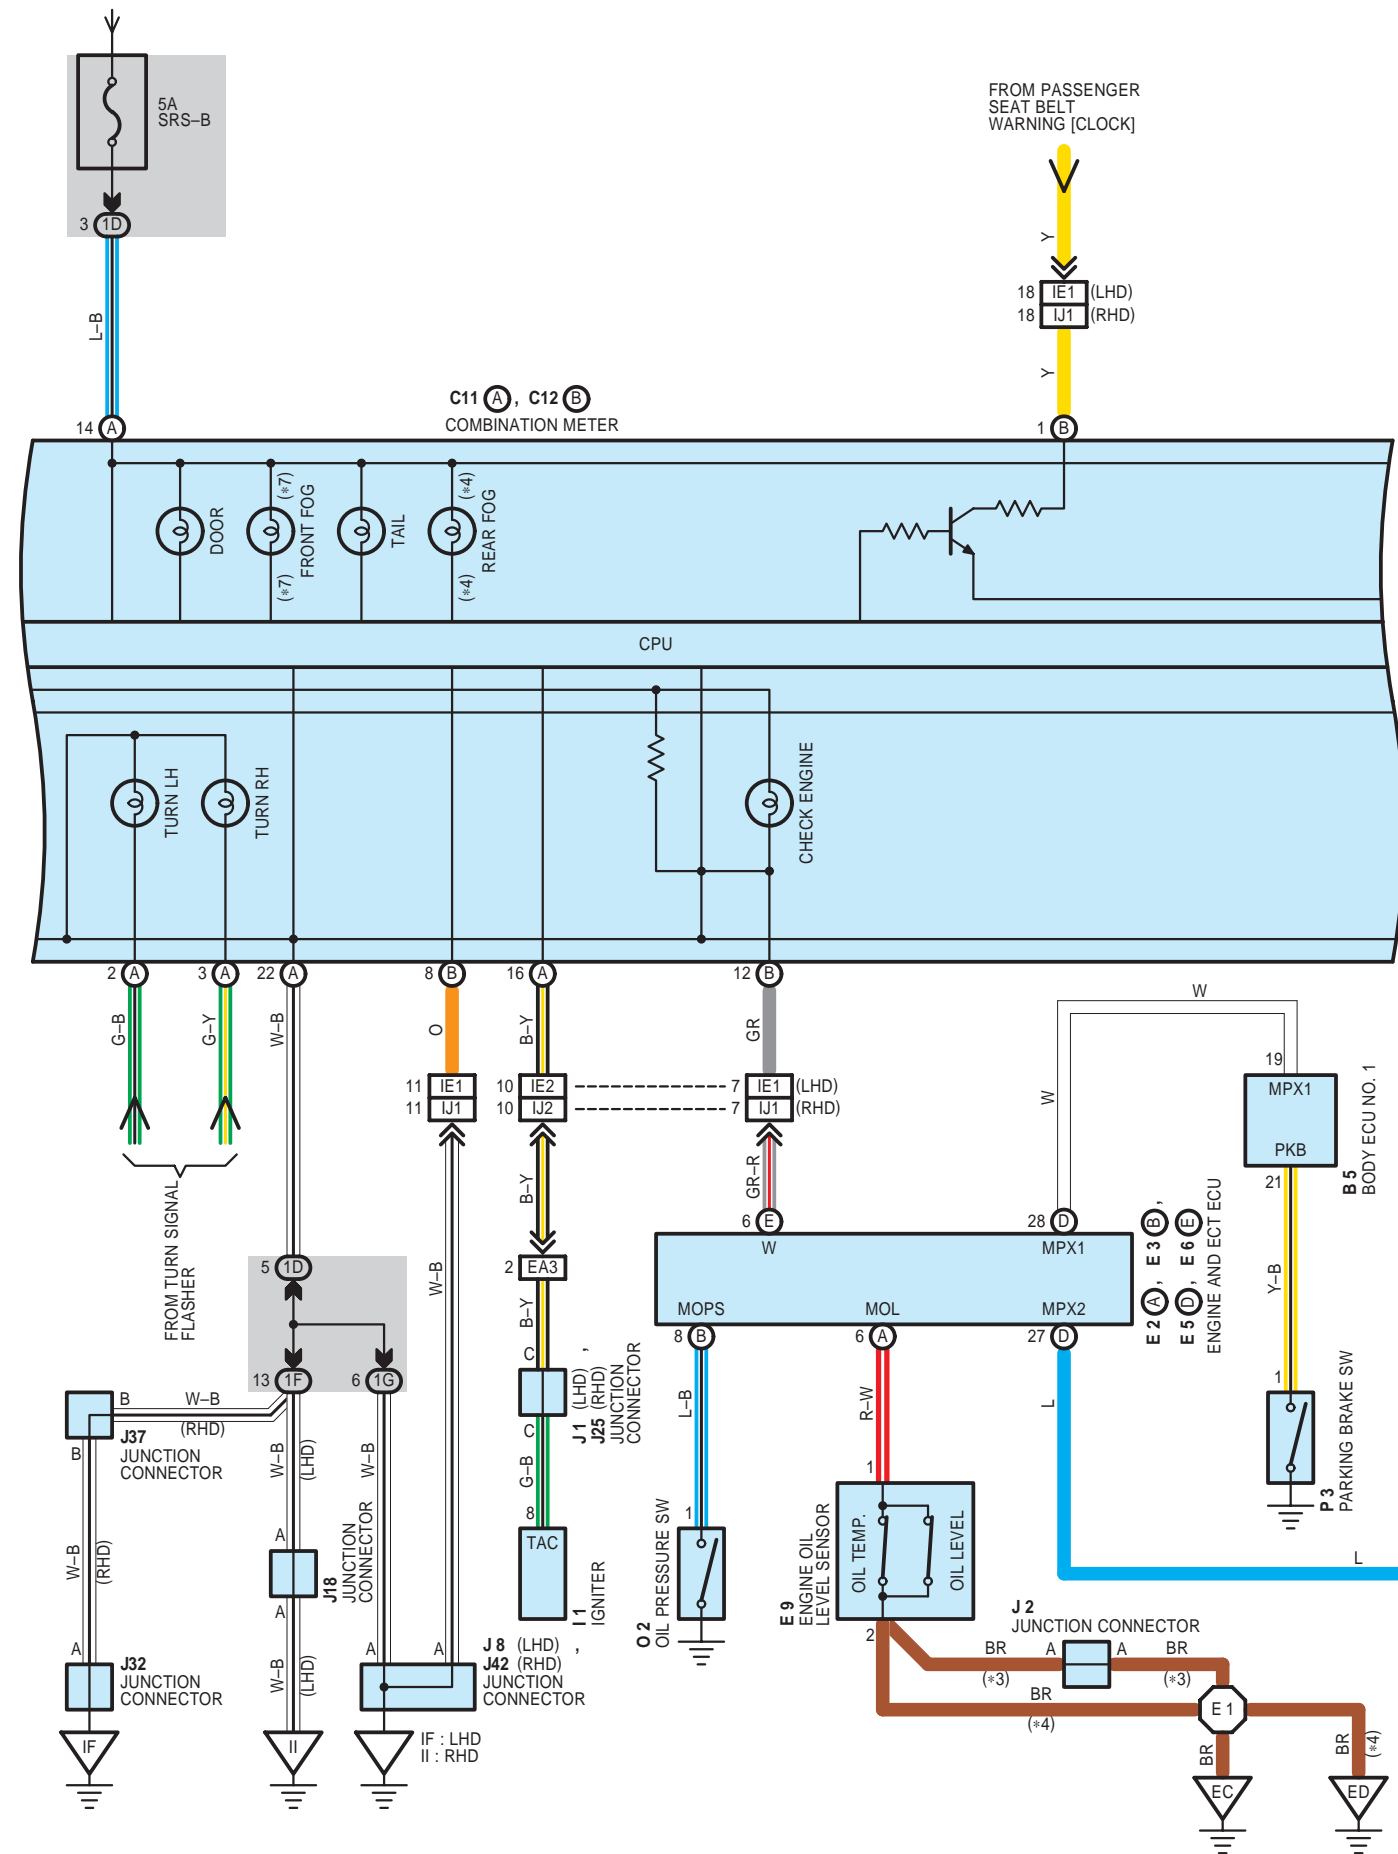 5A
SRS–B
3 1D
L–B
14 A
FROM PASSENGER
SEAT BELT
WARNING [CLOCK]
Y
18 IE1 (LHD)
18 IJ1 (RHD)
Y
1 B
C11 A , C12 B
COMBINATION METER
DOOR
(∗7)
FRONT FOG
(∗7)
TAIL
(∗4)
REAR FOG
(∗4)
CPU
TURN LH
TURN RH
CHECK ENGINE
2 A
3 A
22 A
8 B
16 A
12 B
G–B
G–Y
W–B
O
B–Y
GR
W
W
11 IE1
11 IJ1
10 IE2
10 IJ2
7 IE1 (LHD)
7 IJ1 (RHD)
19
MPX1
PKB
21
B 5
BODY ECU NO. 1
FROM TURN SIGNAL
FLASHER
B–Y
GR–R
6 E
W
28 D
MPX1
MOPS
MOL
MPX2
8 B
6 A
27 D
E 2 A , E 3 B ,
E 5 D , E 6 E
ENGINE AND ECT ECU
5 1D
W–B
2 EA3
B–Y
Y–B
13 1F
6 1G
C
J 1 (LHD) ,
J25 (RHD)
JUNCTION
CONNECTOR
C
L–B
R–W
L
1
P 3
PARKING BRAKE SW
B
W–B
(RHD)
J37
JUNCTION
CONNECTOR
B
W–B
(LHD)
W–B
G–B
8
TAC
I 1
IGNITER
1
O 2
OIL PRESSURE SW
1
OIL TEMP.
OIL LEVEL
E 9
ENGINE OIL
LEVEL SENSOR
2
L
W–B
(RHD)
A
J18
JUNCTION
CONNECTOR
A
W–B
(LHD)
A
J32
JUNCTION
CONNECTOR
A
A
J 8 (LHD) ,
J42 (RHD)
JUNCTION
CONNECTOR
J 2
JUNCTION CONNECTOR
BR
A
A
BR
(∗3)
(∗3)
BR
(∗4)
E 1
BR
BR
(∗4)
IF
II
IF : LHD
II : RHD
EC
ED